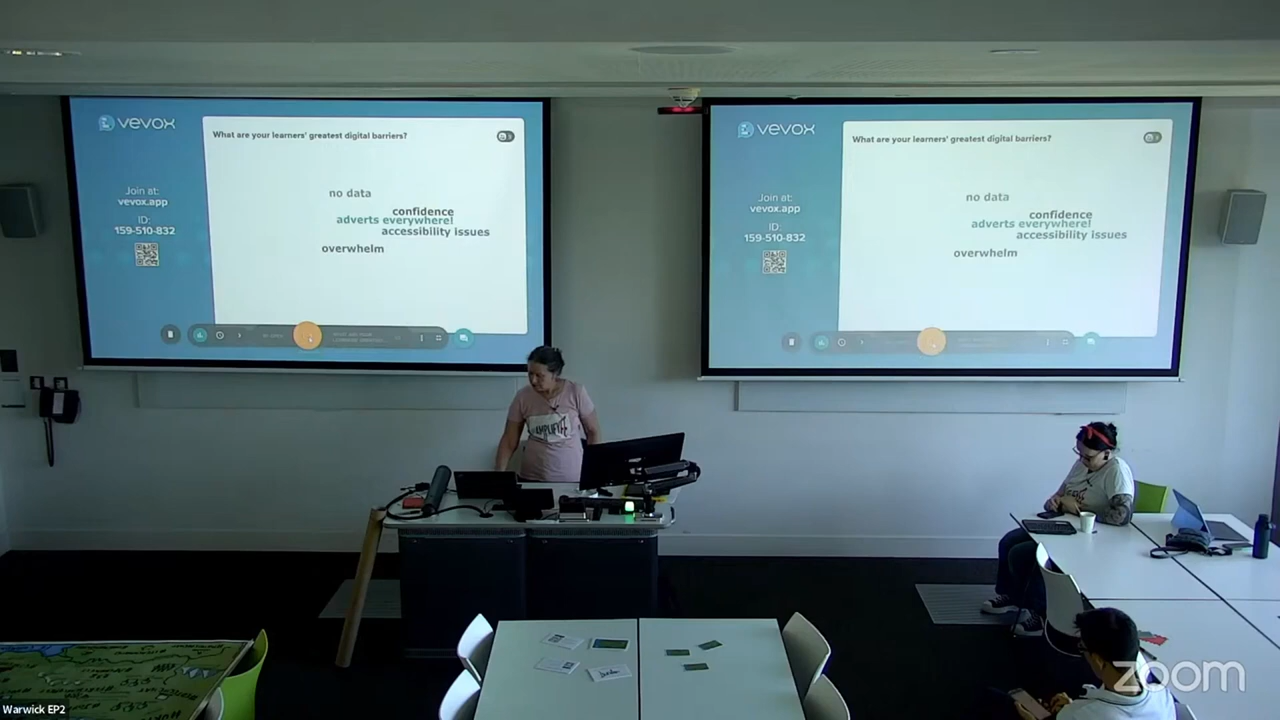 vevox
What are your learners' greatest digital barriers?
Join at:
vevox.app
ID:
159-510-832
no data
confidence
adverts everywhere!
accessibility issues
overwhelm
vevox
What are your learners' greatest digital barriers?
Join at:
vevox.app
ID:
159-510-832
no data
confidence
adverts everywhere!
accessibility issues
overwhelm
AMPLIFY
zoom
Warwick EP2